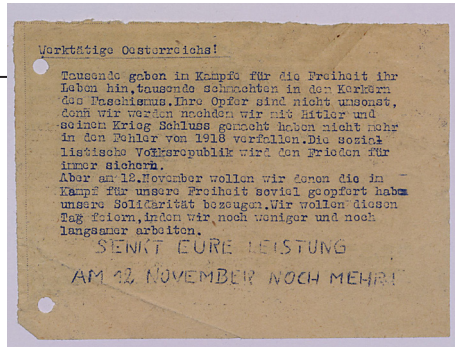 Werktätige Oesterreichs!
Tausende gaben im Kampfe für die Freiheit ihr
Leben hin,tausende schmachten in den Kerkern
des Faschismus.Ihre Opfer sind nicht umsonst,
denn wir werden nachdem wir mit Hitler und
seinem Krieg Schluss gemacht haben nicht mehr
in den Fehler von 1918 verfallen.Die sozial
listische Volksrepublik wird den Frieden für
immer sichern.
Aber am 12.November wollen wir denen die im
Kampf für unsere Freiheit soviel geopfert haben
unsere Solidarität bezeugen.Wir wollen diesen
Tag feiern,indem wir noch weniger und noch
langsamer arbeiten.
SENKT EURE LEISTUNG
AM 12. NOVEMBER NOCH MEHR!